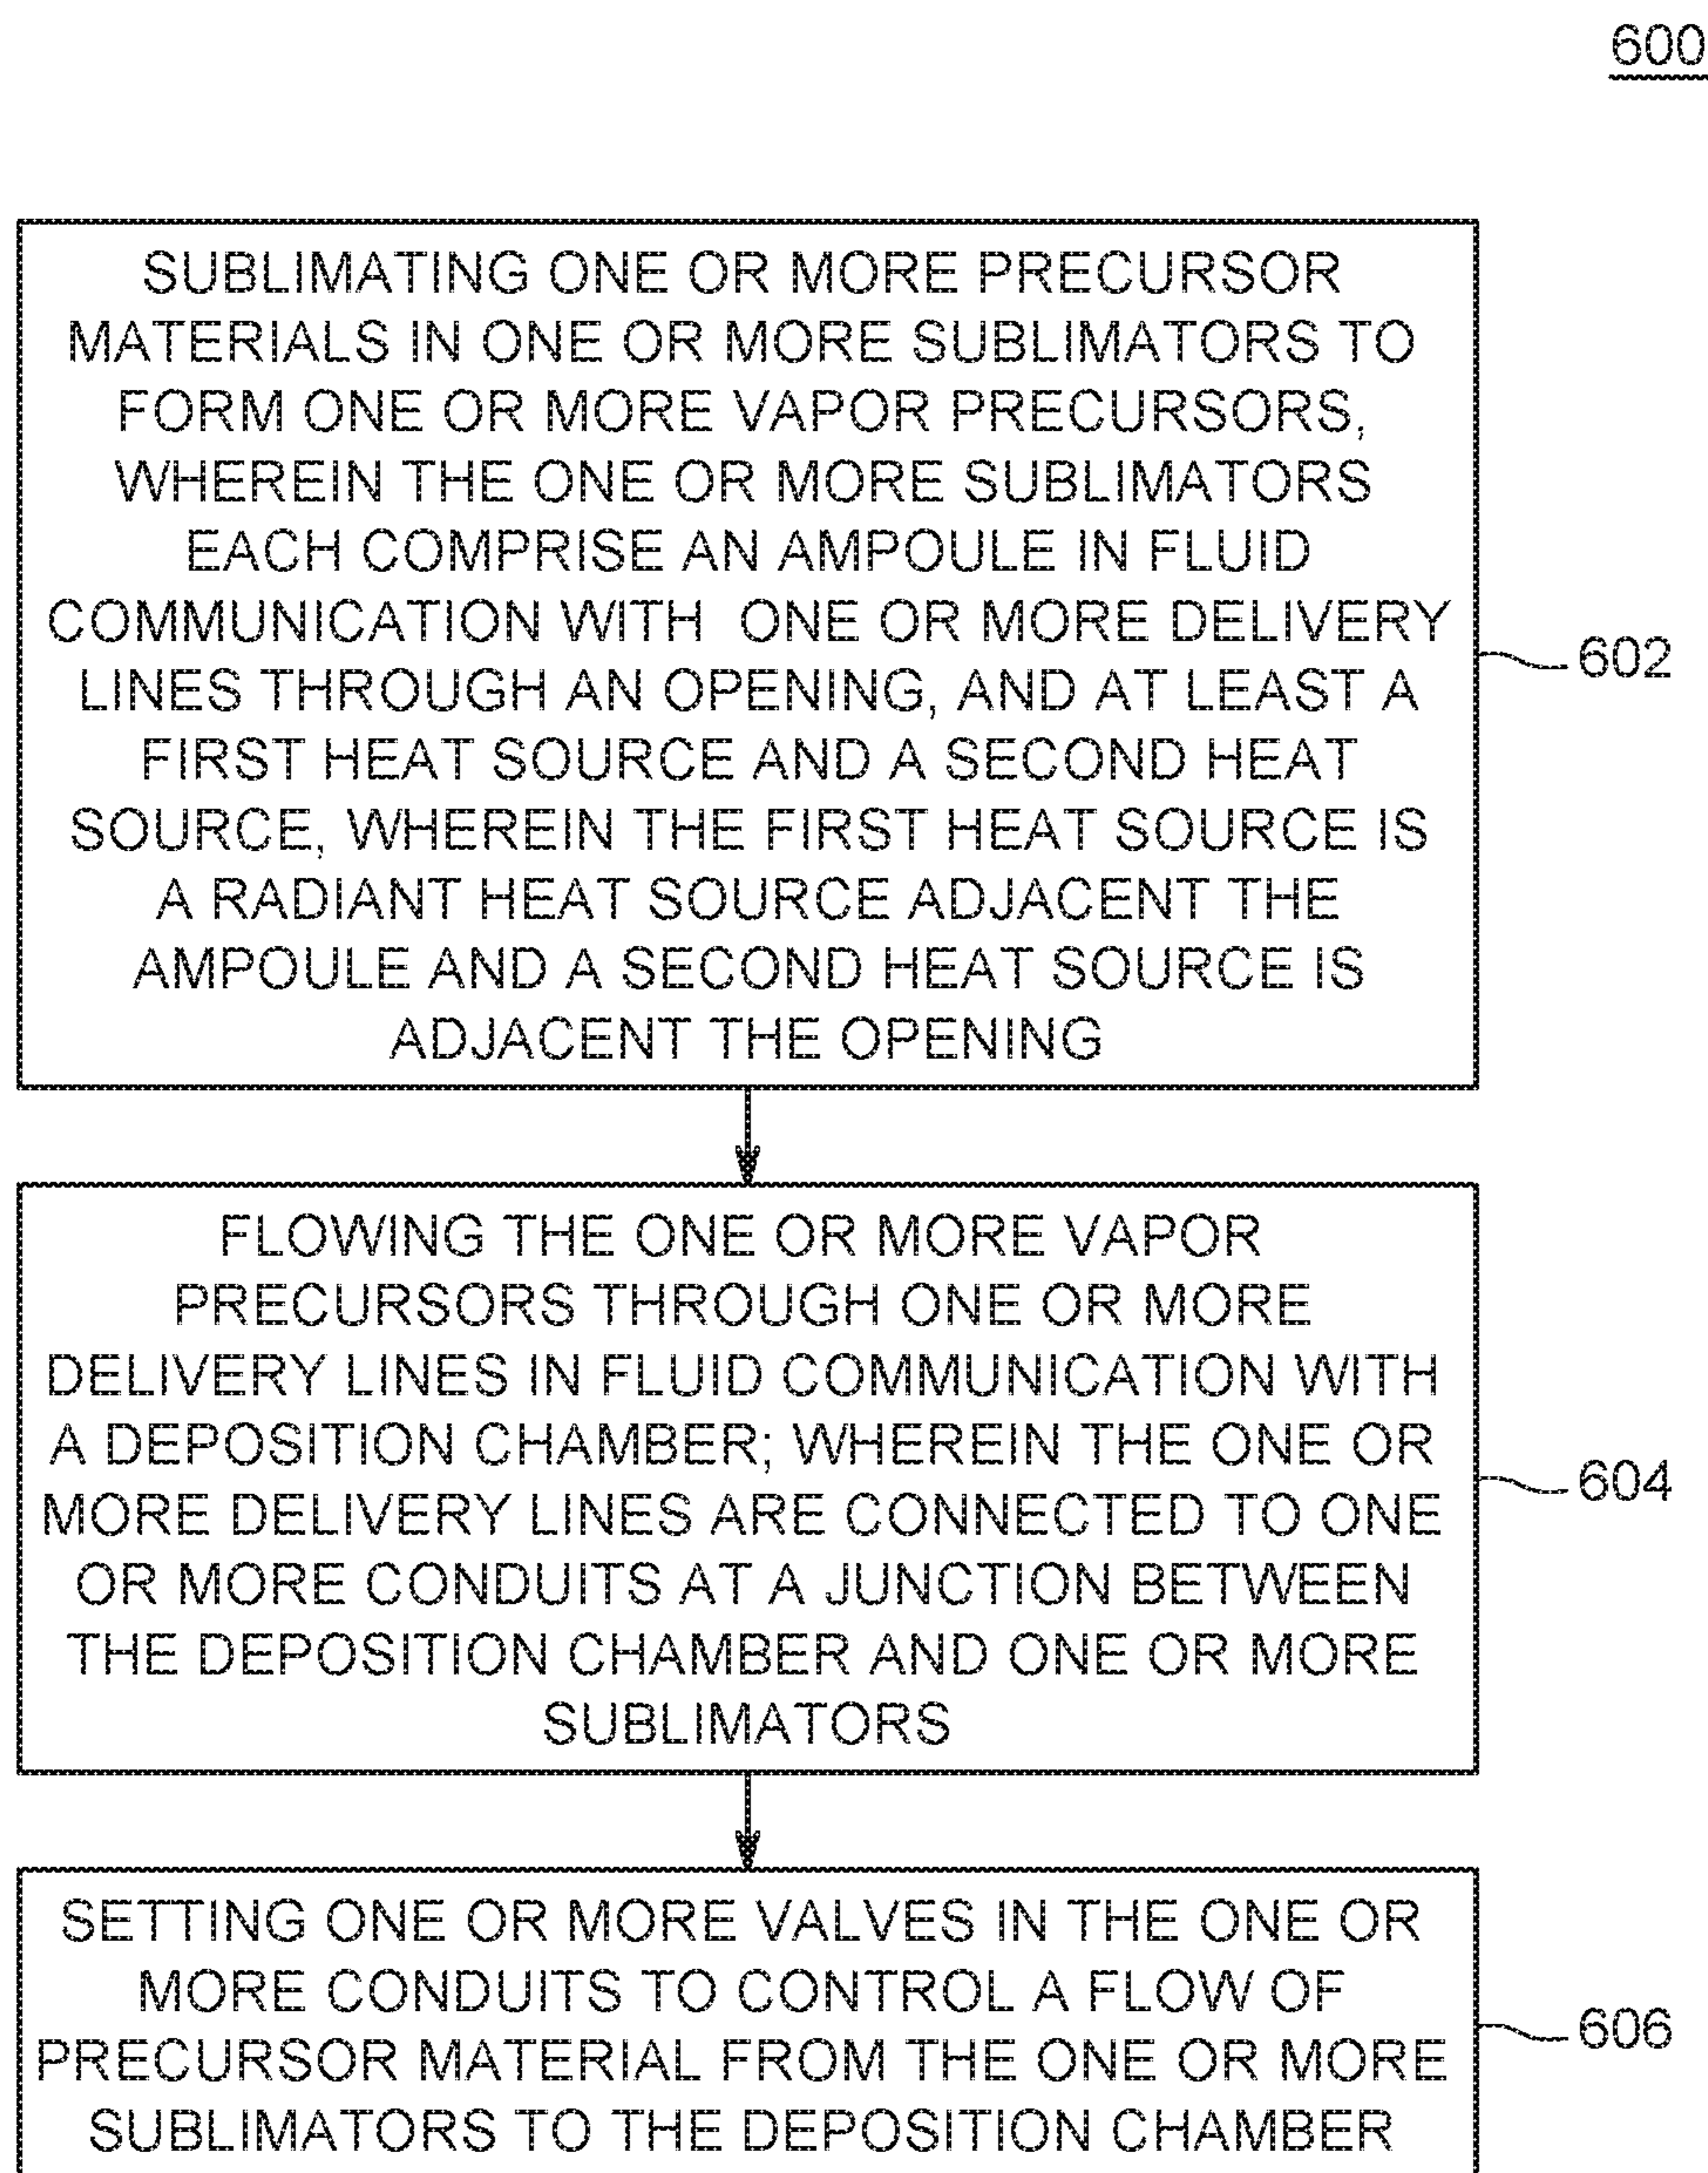 600
SUBLIMATING ONE OR MORE PRECURSOR
MATERIALS IN ONE OR MORE SUBLIMATORS TO
FORM ONE OR MORE VAPOR PRECURSORS,
WHEREIN THE ONE OR MORE SUBLIMATORS
EACH COMPRISE AN AMPOULE IN FLUID
COMMUNICATION WITH ONE OR MORE DELIVERY
LINES THROUGH AN OPENING, AND AT LEAST A
FIRST HEAT SOURCE AND A SECOND HEAT
SOURCE, WHEREIN THE FIRST HEAT SOURCE IS
A RADIANT HEAT SOURCE ADJACENT THE
AMPOULE AND A SECOND HEAT SOURCE IS
ADJACENT THE OPENING
602
FLOWING THE ONE OR MORE VAPOR
PRECURSORS THROUGH ONE OR MORE
DELIVERY LINES IN FLUID COMMUNICATION WITH
A DEPOSITION CHAMBER; WHEREIN THE ONE OR
MORE DELIVERY LINES ARE CONNECTED TO ONE
OR MORE CONDUITS AT A JUNCTION BETWEEN
THE DEPOSITION CHAMBER AND ONE OR MORE
SUBLIMATORS
604
SETTING ONE OR MORE VALVES IN THE ONE OR
MORE CONDUITS TO CONTROL A FLOW OF
PRECURSOR MATERIAL FROM THE ONE OR MORE
SUBLIMATORS TO THE DEPOSITION CHAMBER
606